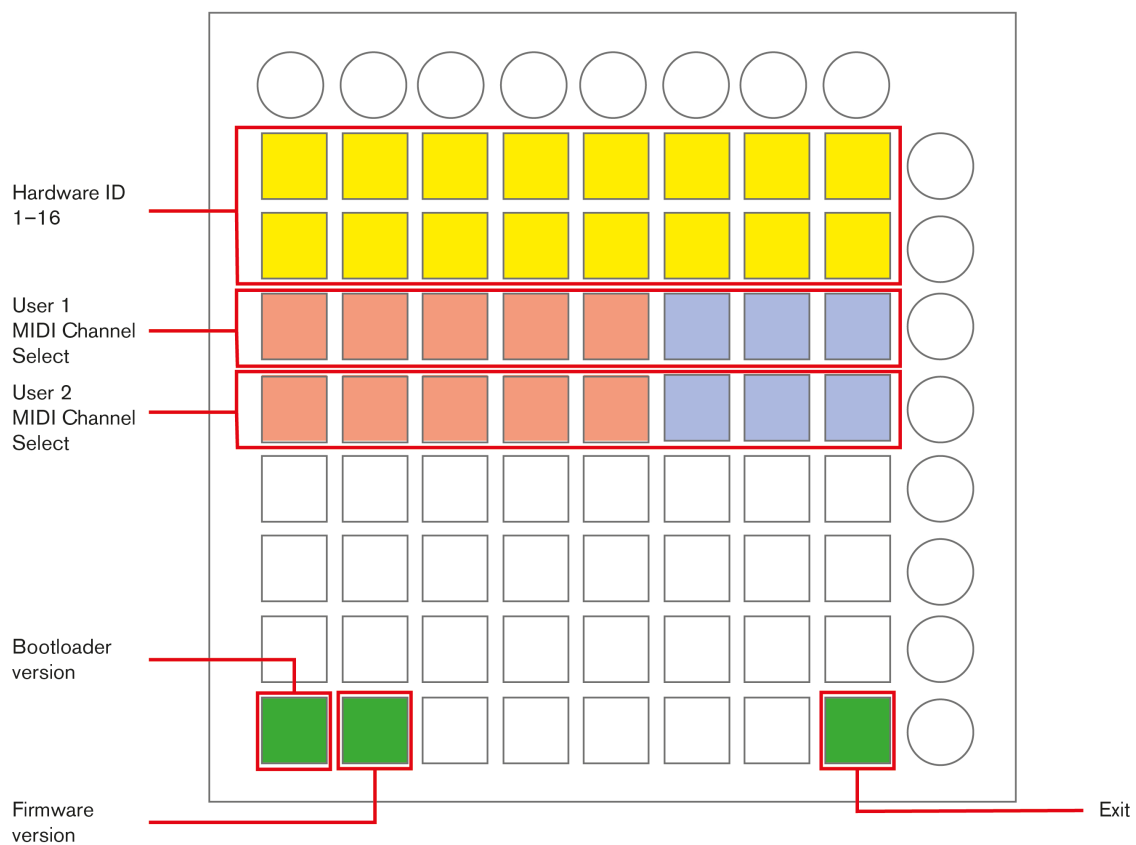 Hardware ID
1–16
User 1
MIDI Channel
Select
User 2
MIDI Channel
Select
Bootloader
version
Firmware
version
Exit